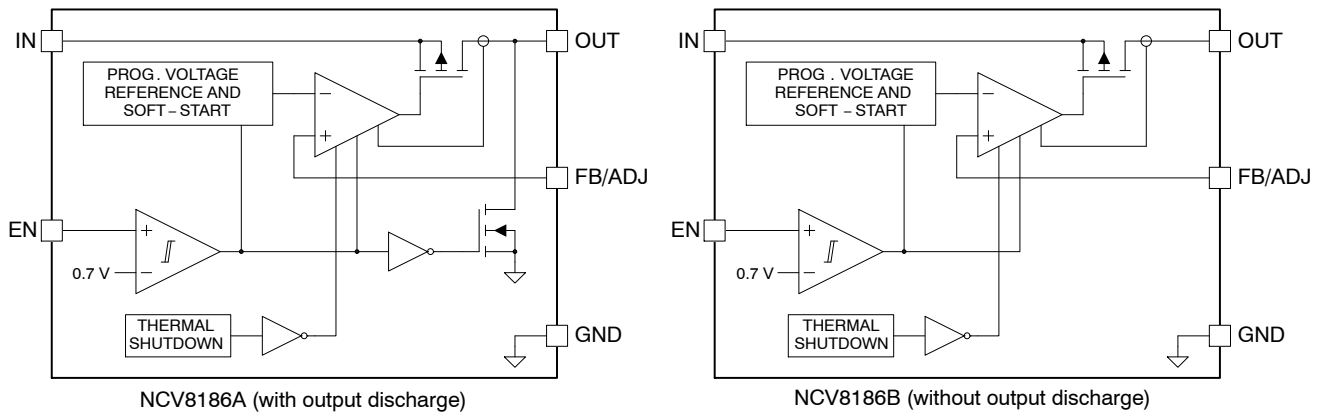 IN
OUT
PROG . VOLTAGE
REFERENCE AND
SOFT – START
−
+
FB/ADJ
EN
+
0.7 V
−
THERMAL
SHUTDOWN
GND
NCV8186A (with output discharge)
IN
OUT
PROG . VOLTAGE
REFERENCE AND
SOFT – START
−
+
FB/ADJ
EN
+
0.7 V
−
THERMAL
SHUTDOWN
GND
NCV8186B (without output discharge)